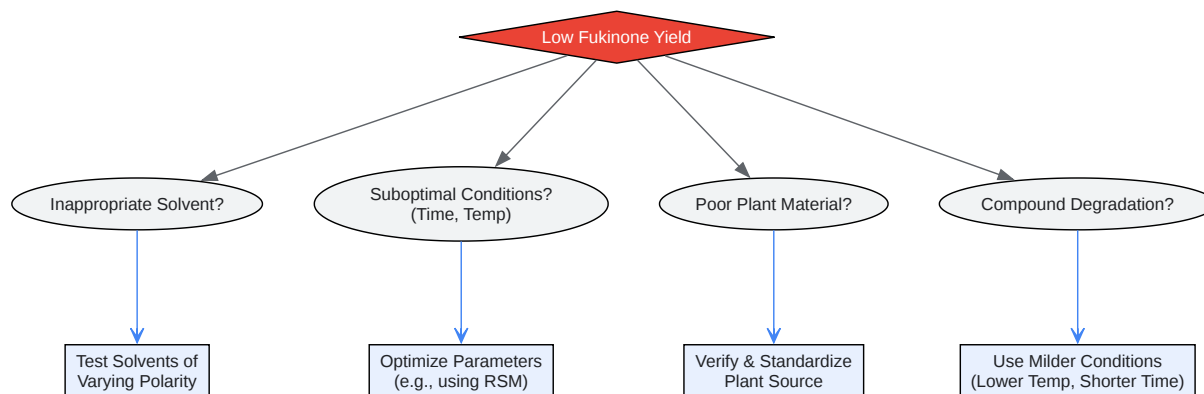 Low Fukinone Yield
Inappropriate Solvent?
Suboptimal Conditions?
(Time, Temp)
Poor Plant Material?
Compound Degradation?
Test Solvents of
Varying Polarity
Optimize Parameters
(e.g., using RSM)
Verify & Standardize
Plant Source
Use Milder Conditions
(Lower Temp, Shorter Time)